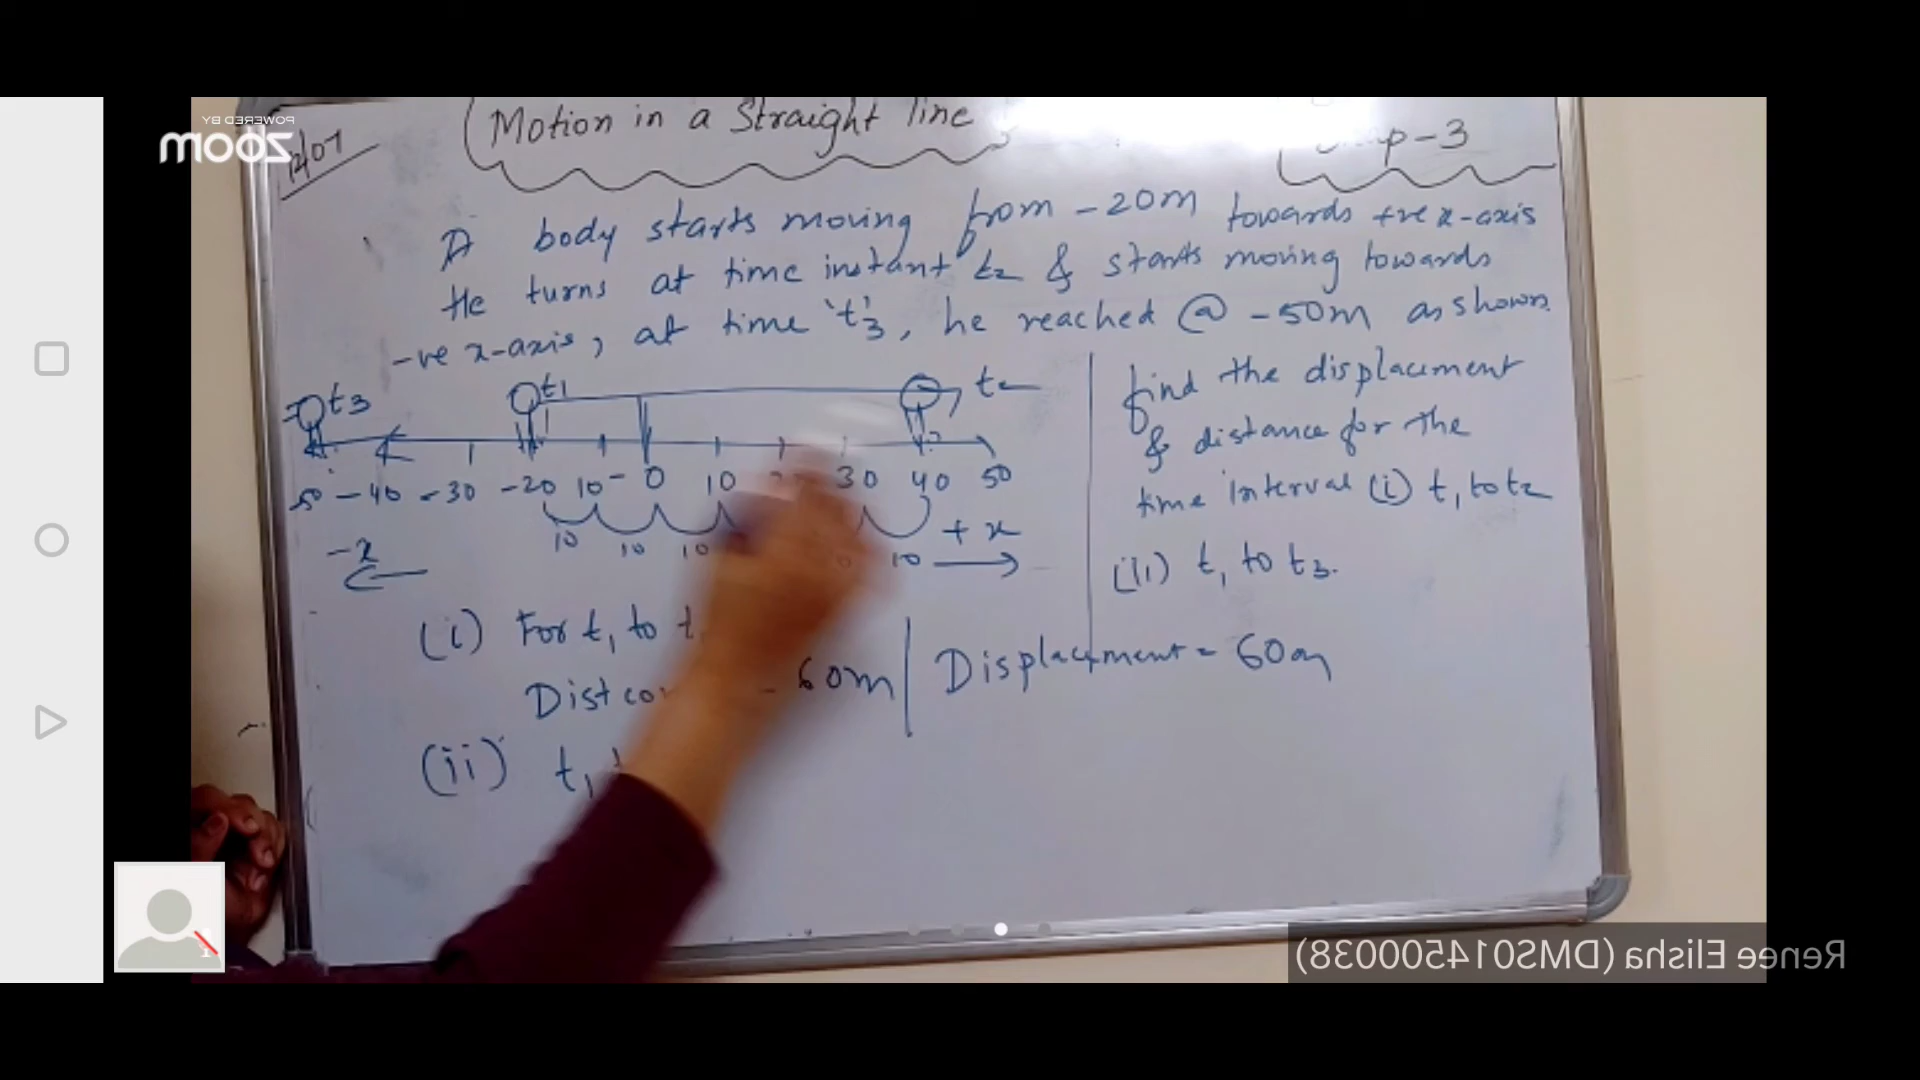 POWERED BY
zoom
12/07
Motion in a Straight line
p-3
A body starts moving from -20m towards +ve x-axis
He turns at time instant t2 & starts moving towards
-ve x-axis, at time 't'3, he reached @ -50m as shown.
t3 t1 t2
50 -40 -30 -20 10- 0 10 30 40 50
10 10 10 10
-x
+x
find the displacement
& distance for the
time interval (i) t1 to t2
(ii) t1 to t3.
(i) For t1 to t
Dist 60m | Displacement = 60m
(ii) t1
Renee Elisha (DMS014500038)